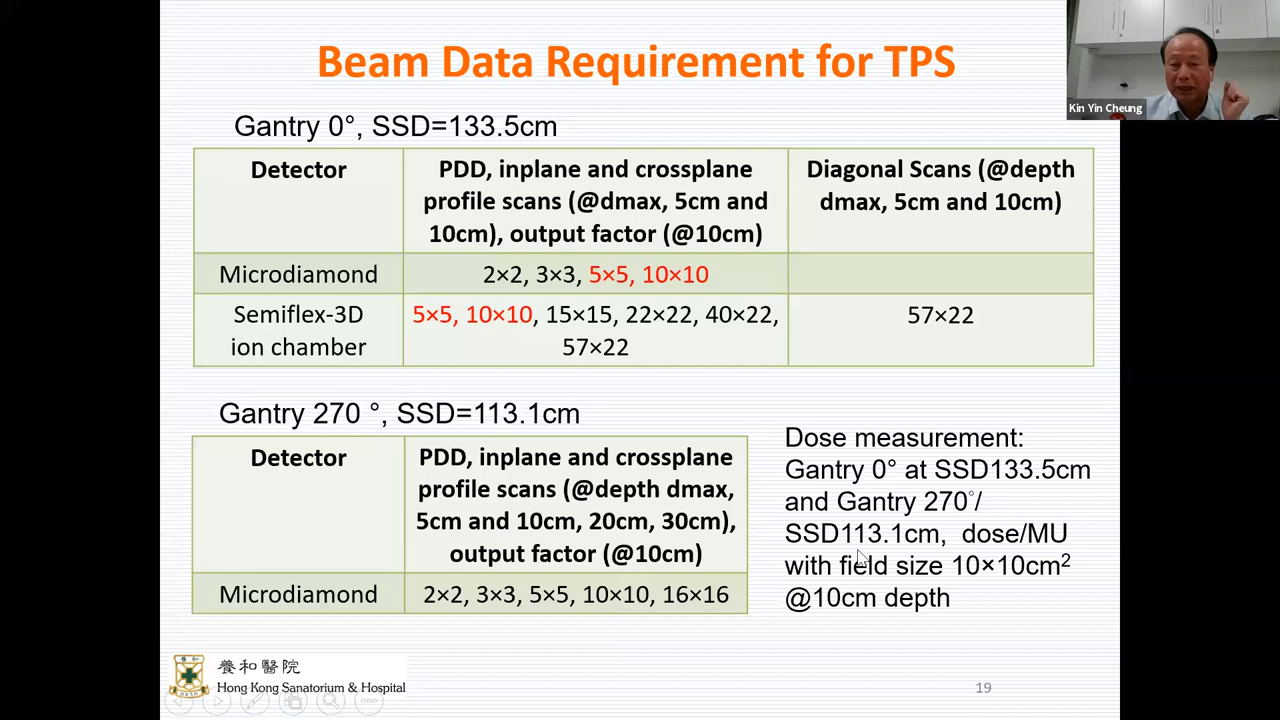 Beam Data Requirement for TPS
Kin Yin Cheung
Gantry 0°, SSD=133.5cm
Detector
PDD, inplane and crossplane
profile scans (@dmax, 5cm and
10cm), output factor (@10cm)
Diagonal Scans (@depth
dmax, 5cm and 10cm)
Microdiamond
2×2, 3×3, 5×5, 10×10
Semiflex-3D
ion chamber
5×5, 10×10, 15×15, 22×22, 40×22,
57×22
57×22
Gantry 270 °, SSD=113.1cm
Detector
PDD, inplane and crossplane
profile scans (@depth dmax,
5cm and 10cm, 20cm, 30cm),
output factor (@10cm)
Microdiamond
2×2, 3×3, 5×5, 10×10, 16×16
Dose measurement:
Gantry 0° at SSD133.5cm
and Gantry 270°/
SSD113.1cm, dose/MU
with field size 10×10cm²
@10cm depth
養和醫院
Hong Kong Sanatorium & Hospital
19